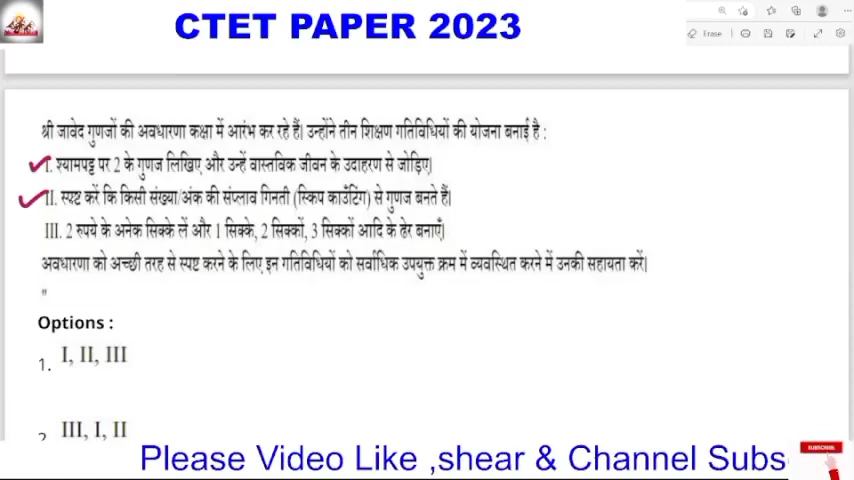 CTET PAPER 2023
Erase
श्री जावेद गुणजों की अवधारणा कक्षा में आरंभ कर रहे हैं। उन्होंने तीन शिक्षण गतिविधियों की योजना बनाई है :
I. श्यामपट्ट पर 2 के गुणज लिखिए और उन्हें वास्तविक जीवन के उदाहरण से जोड़िए।
II. स्पष्ट करें कि किसी संख्या/अंक की संप्लाव गिनती (स्किप काउँटिंग) से गुणज बनते हैं।
III. 2 रुपये के अनेक सिक्के लें और 1 सिक्के, 2 सिक्कों, 3 सिक्कों आदि के ढेर बनाएँ।
अवधारणा को अच्छी तरह से स्पष्ट करने के लिए इन गतिविधियों को सर्वाधिक उपयुक्त क्रम में व्यवस्थित करने में उनकी सहायता करें।
"
Options :
1. I, II, III
2 III, I, II
Please Video Like ,shear & Channel Subs
SUBSCRIBE